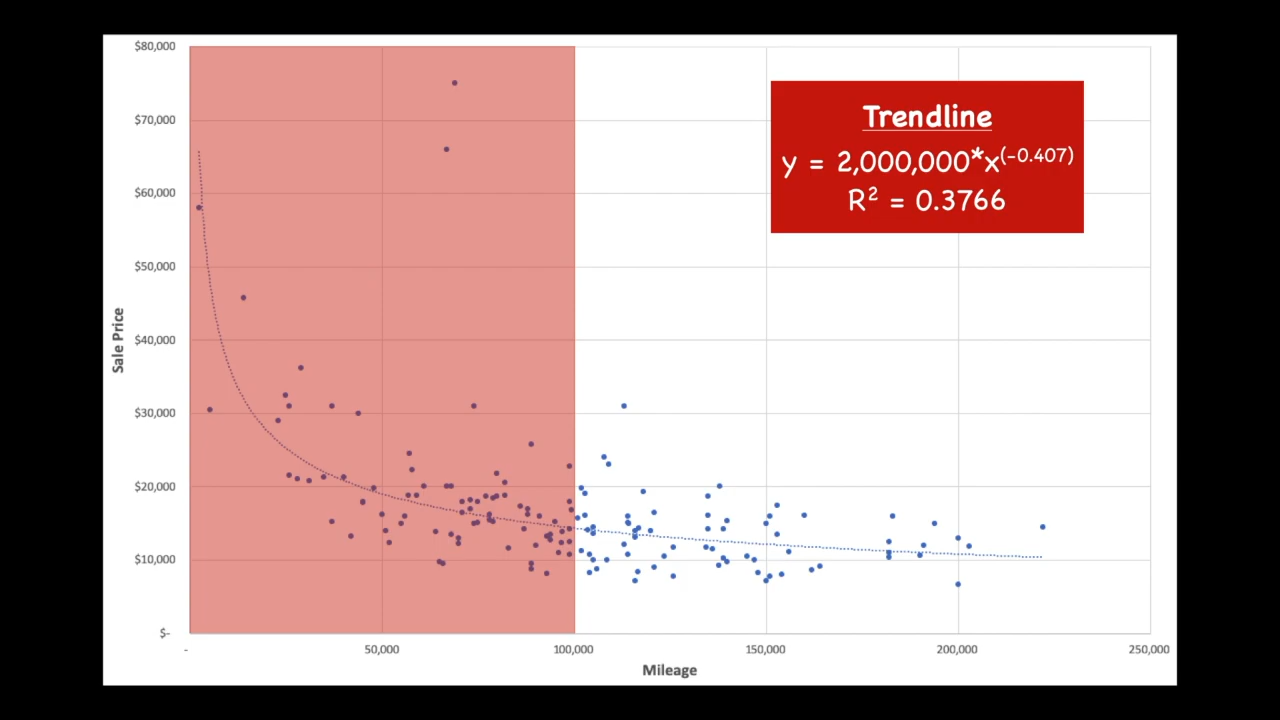 $80,000
$70,000
$60,000
$50,000
$40,000
$30,000
$20,000
$10,000
$-
Sale Price
Trendline
y = 2,000,000*x^(-0.407)
R² = 0.3766
- 50,000 100,000 150,000 200,000 250,000
Mileage